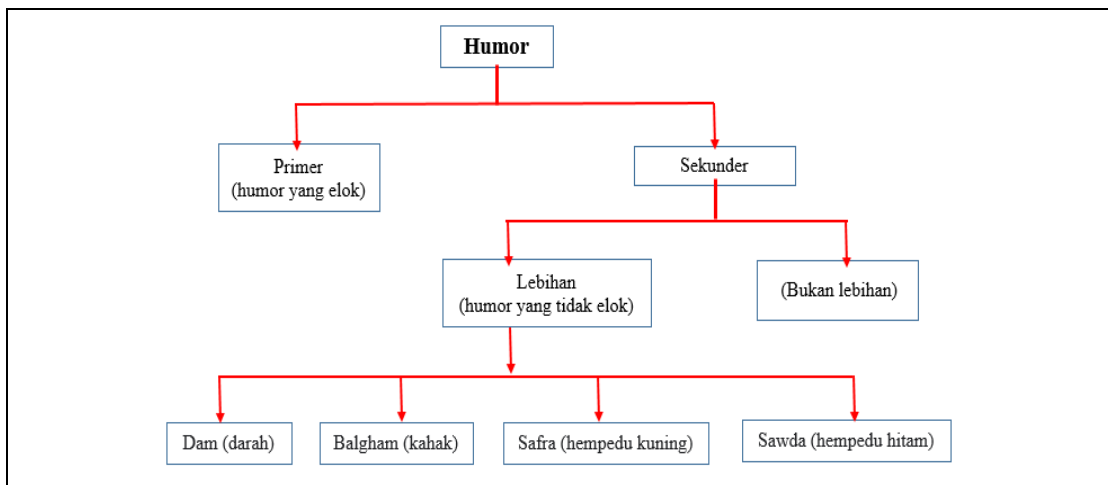 Humor
Primer
(humor yang elok)
Sekunder
Lebihan
(humor yang tidak elok)
(Bukan lebihan)
Dam (darah)
Balgham (kahak)
Safra (hempedu kuning)
Sawda (hempedu hitam)